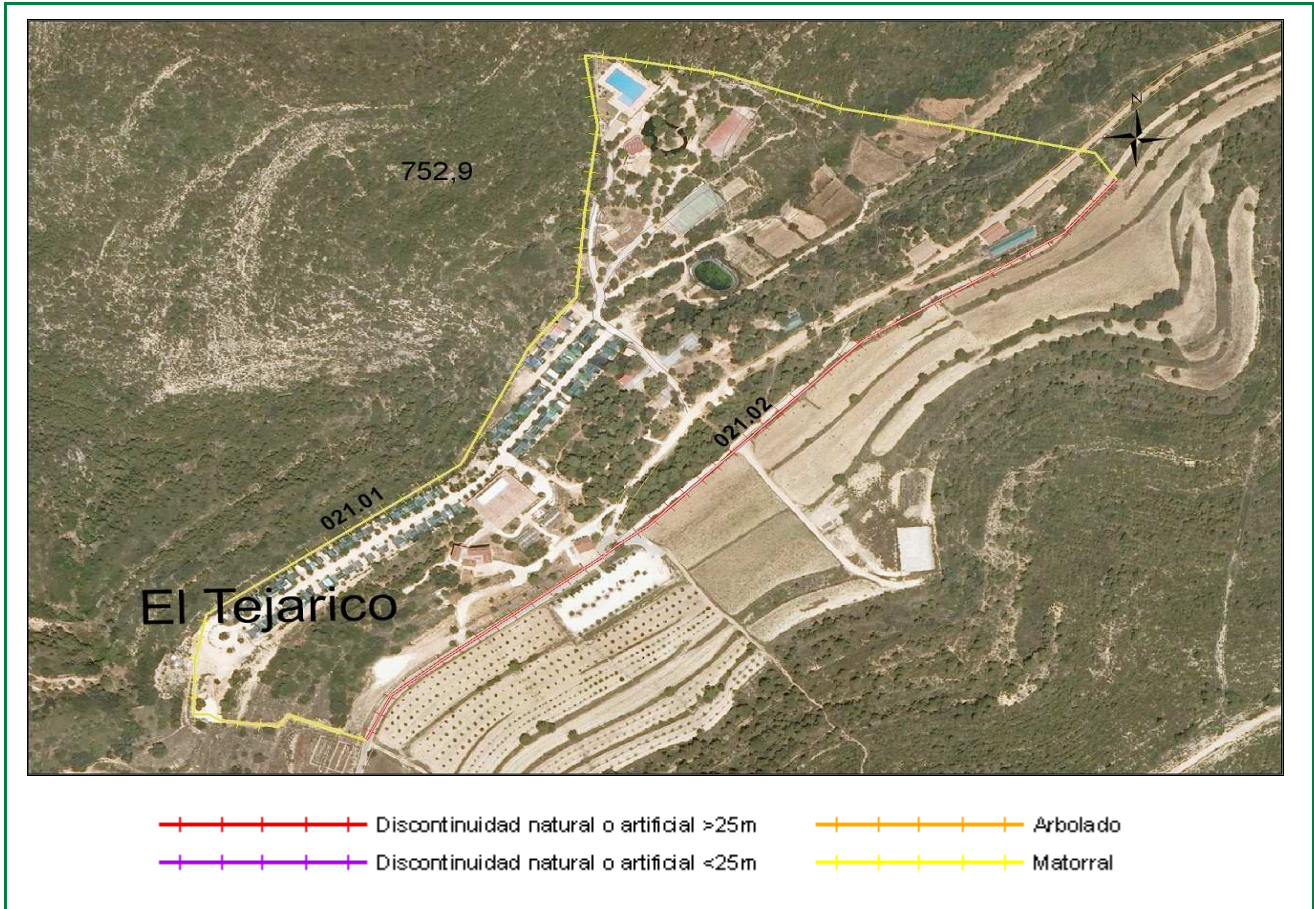 N
752,9
021.02
021.01
El Tejarico
Discontinuidad natural o artificial >25m
Arbolado
Discontinuidad natural o artificial <25m
Matorral